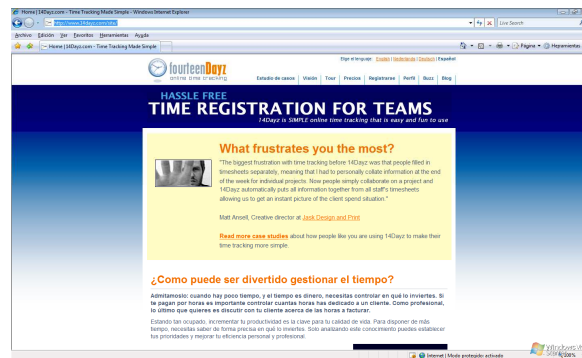 Home | 14Dayz.com - Time Tracking Made Simple - Windows Internet Explorer
http://www.14dayz.com/site/
Live Search
Archivo Edición Ver Favoritos Herramientas Ayuda
Home |14Dayz.com - Time Tracking Made Simple
Página Herramientas
Elige el lenguaje: English | Nederlands | Deutsch | Español
fourteenDayz
online time tracking
Estudio de casos Visión Tour Precios Registrarse Perfil Buzz Blog
HASSLE FREE
TIME REGISTRATION FOR TEAMS
14Dayz is SIMPLE online time tracking that is easy and fun to use
What frustrates you the most?
"The biggest frustration with time tracking before 14Dayz was that people filled in
timesheets separately, meaning that I had to personally collate information at the end
of the week for individual projects. Now people simply collaborate on a project and
14Dayz automatically puts all information together from all staff's timesheets
allowing us to get an instant picture of the client spend situation."
Matt Ansell, Creative director at Jask Design and Print
Read more case studies about how people like you are using 14Dayz to make their
time tracking more simple.
¿Como puede ser divertido gestionar el tiempo?
Admitamoslo: cuando hay poco tiempo, y el tiempo es dinero, necesitas controlar en qué lo inviertes. Si
te pagan por horas es importante controlar cuantas horas has dedicado a un cliente. Como profesional,
lo último que quieres es discutir con tu cliente acerca de las horas a facturar.
Estando tan ocupado, incrementar tu productividad es la clave para tu calidad de vida. Para disponer de más
tiempo, necesitas saber de forma precisa en qué lo inviertes. Solo analizando este conocimiento puedes establecer
tus prioridades y mejorar tu eficiencia personal y profesional.
Internet | Modo protegido: activado
100%